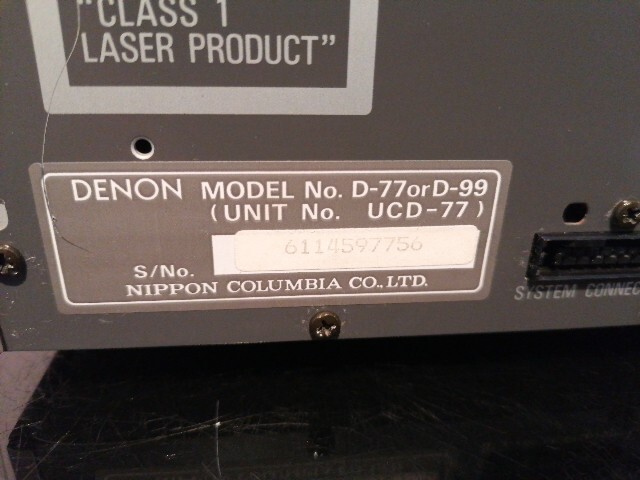 "CLASS 1
LASER PRODUCT"
DENON MODEL No. D-77orD-99
(UNIT No. UCD-77)
6114597756
S/No.
NIPPON COLUMBIA CO.,LTD.
SYSTEM